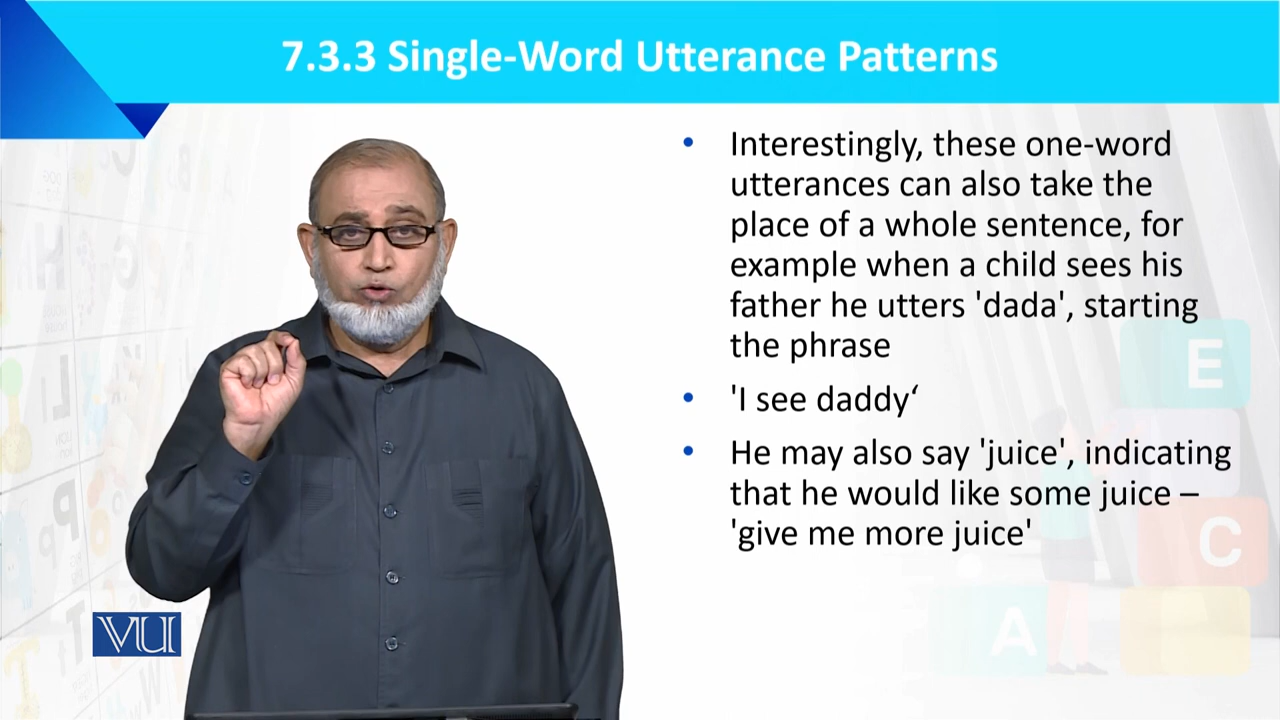 7.3.3 Single-Word Utterance Patterns
• Interestingly, these one-word
utterances can also take the
place of a whole sentence, for
example when a child sees his
father he utters 'dada', starting
the phrase
• 'I see daddy‘
• He may also say 'juice', indicating
that he would like some juice –
'give me more juice'
VU
E
C
A